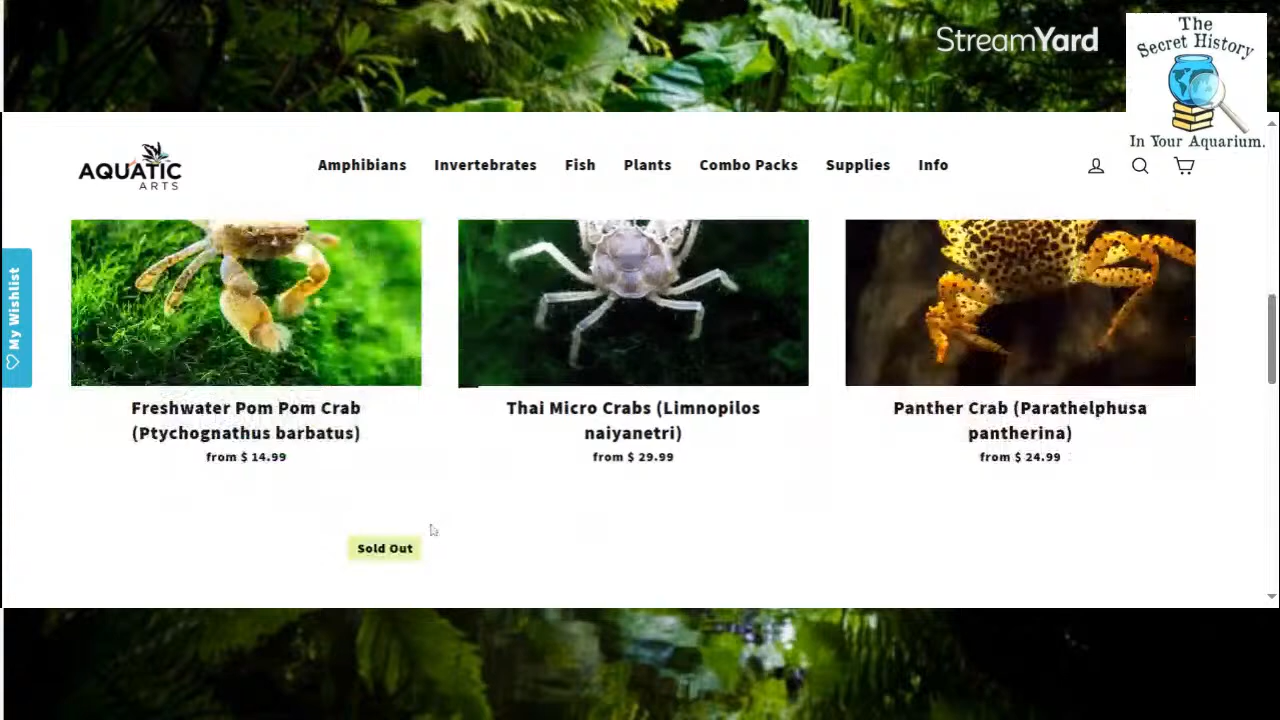 StreamYard
The
Secret History
In Your Aquarium.
AQUATIC
ARTS
Amphibians Invertebrates Fish Plants Combo Packs Supplies Info
My Wishlist
Freshwater Pom Pom Crab
(Ptychognathus barbatus)
from $ 14.99
Thai Micro Crabs (Limnopilos
naiyanetri)
from $ 29.99
Panther Crab (Parathelphusa
pantherina)
from $ 24.99
Sold Out